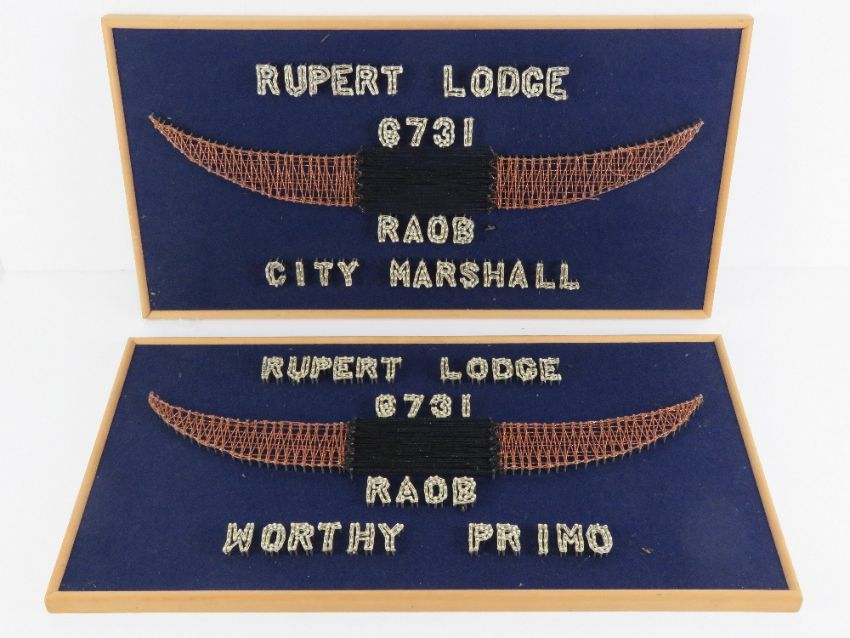 RUPERT LODGE
6731
RAOB
CITY MARSHALL
RUPERT LODGE
6731
RAOB
WORTHY PRIMO